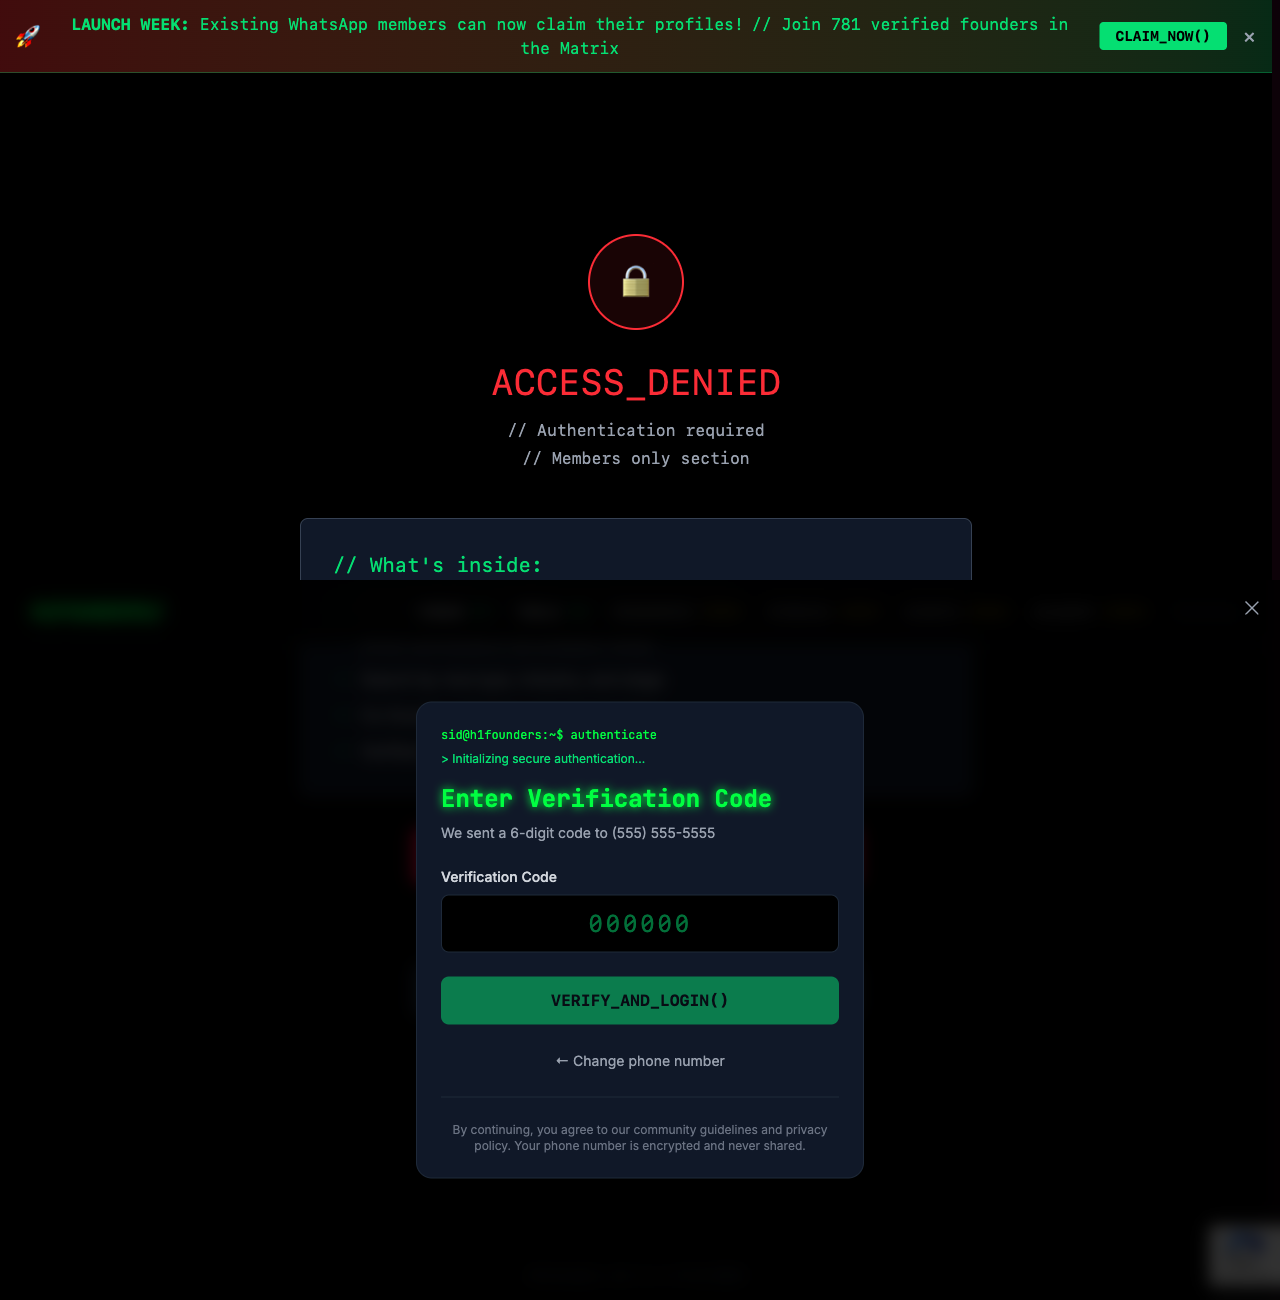 LAUNCH WEEK: Existing WhatsApp members can now claim their profiles! // Join 781 verified founders in
the Matrix
CLAIM_NOW()
×
ACCESS_DENIED
// Authentication required
// Members only section
// What's inside:
sid@h1founders:~$ authenticate
> Initializing secure authentication...
Enter Verification Code
We sent a 6-digit code to (555) 555-5555
Verification Code
000000
VERIFY_AND_LOGIN()
← Change phone number
By continuing, you agree to our community guidelines and privacy
policy. Your phone number is encrypted and never shared.